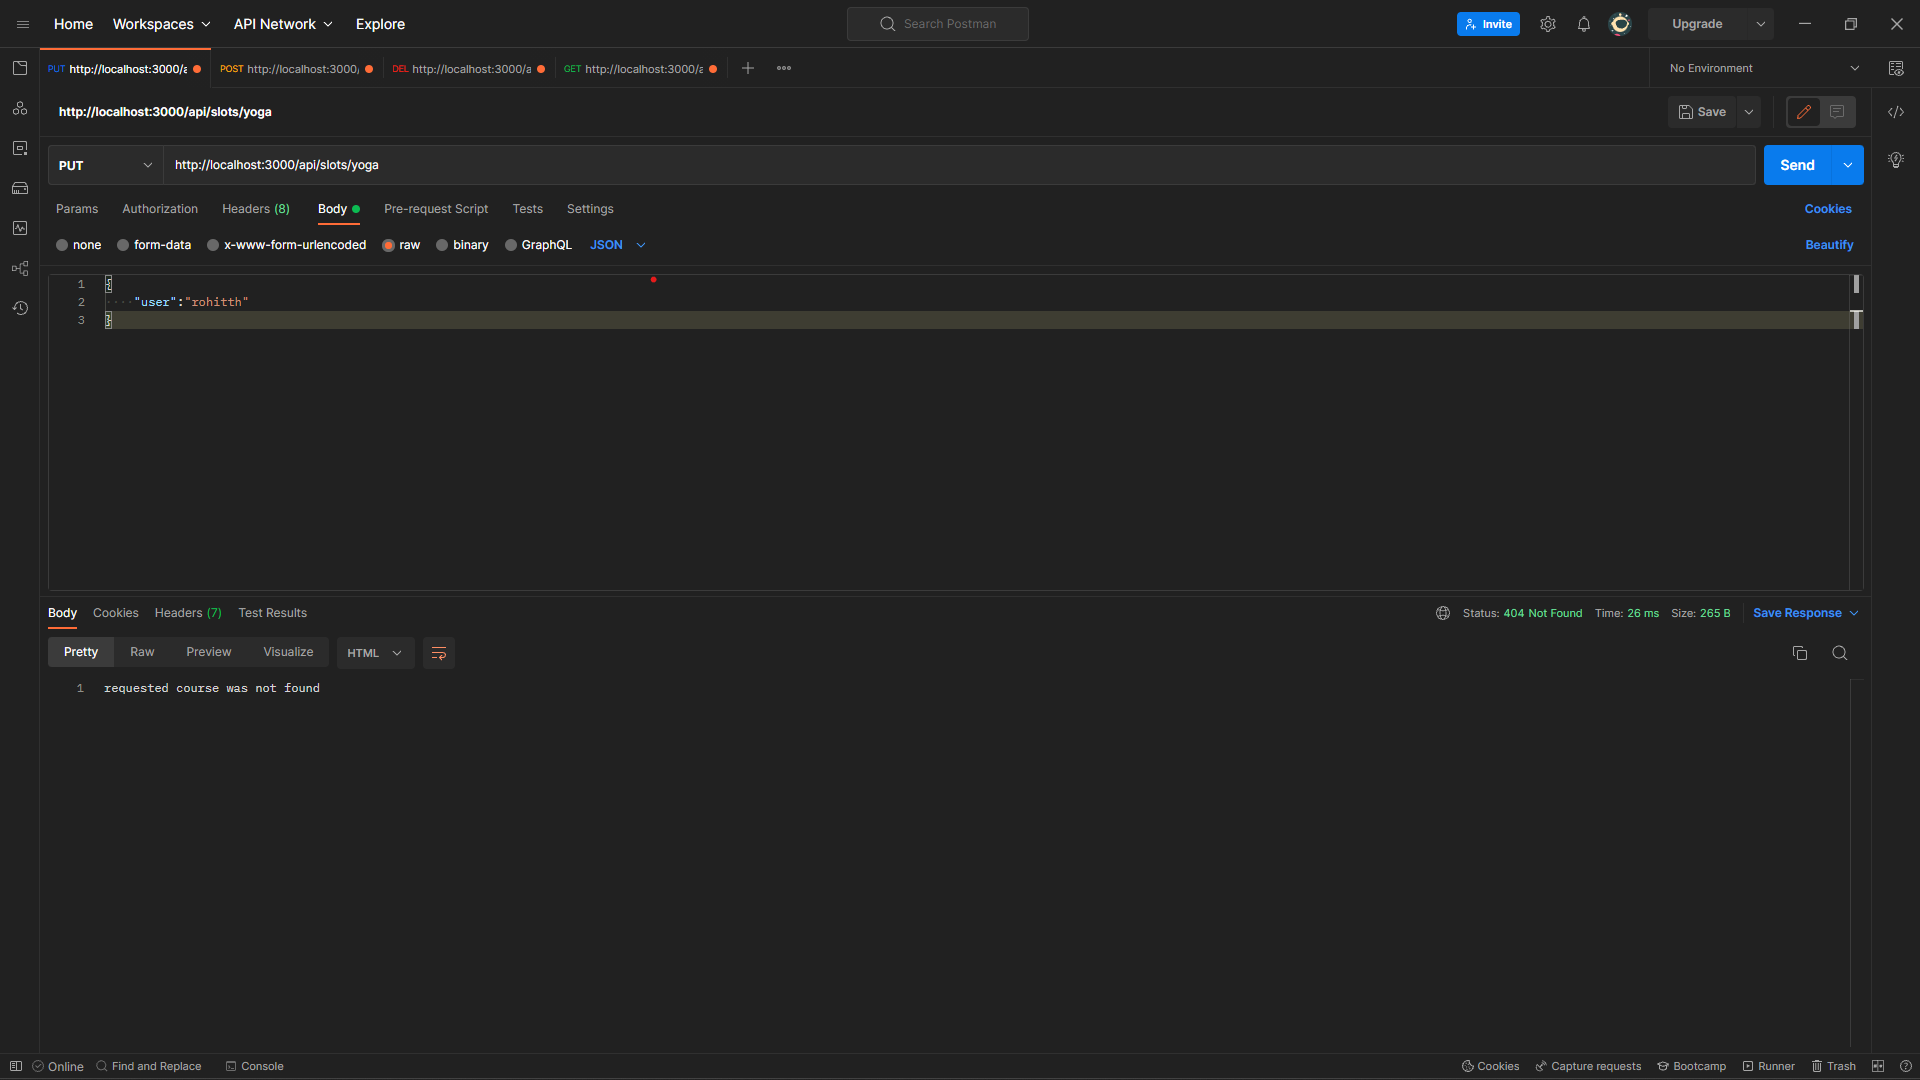 Home Workspaces API Network Explore Search Postman Invite Upgrade
PUT http://localhost:3000/a POST http://localhost:3000/ DEL http://localhost:3000/a GET http://localhost:3000/a No Environment
http://localhost:3000/api/slots/yoga Save
PUT http://localhost:3000/api/slots/yoga Send
Params Authorization Headers (8) Body Pre-request Script Tests Settings Cookies
none form-data x-www-form-urlencoded raw binary GraphQL JSON Beautify
1 {
2 "user":"rohitth"
3 }
Body Cookies Headers (7) Test Results Status: 404 Not Found Time: 26 ms Size: 265 B Save Response
Pretty Raw Preview Visualize HTML
1 requested course was not found
Online Find and Replace Console Cookies Capture requests Bootcamp Runner Trash